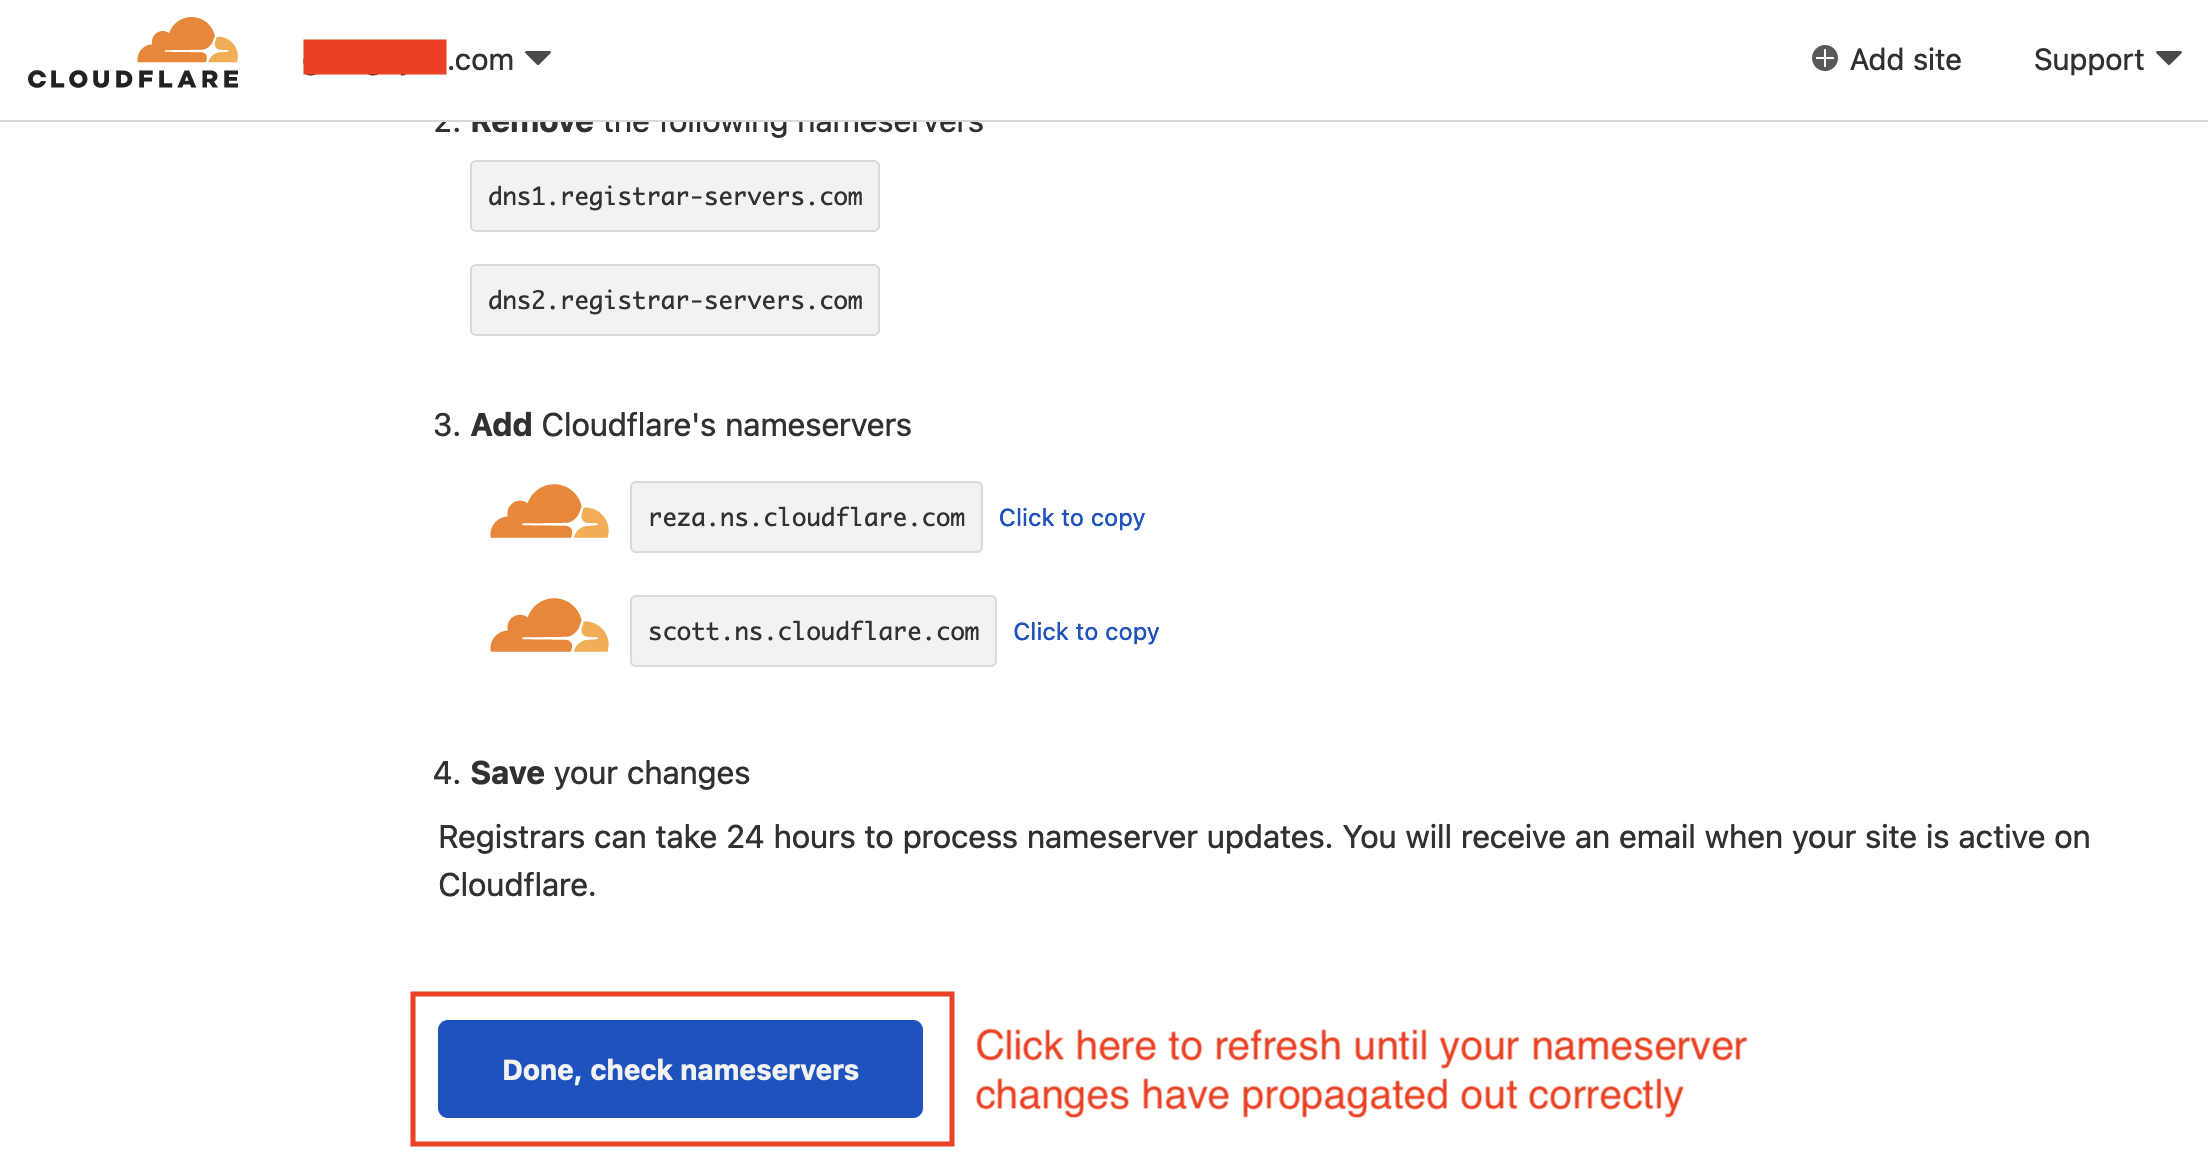 CLOUDFLARE
.com
Add site
Support
2. Remove the following nameservers
dns1.registrar-servers.com
dns2.registrar-servers.com
3. Add Cloudflare's nameservers
reza.ns.cloudflare.com Click to copy
scott.ns.cloudflare.com Click to copy
4. Save your changes
Registrars can take 24 hours to process nameserver updates. You will receive an email when your site is active on
Cloudflare.
Done, check nameservers
Click here to refresh until your nameserver
changes have propagated out correctly